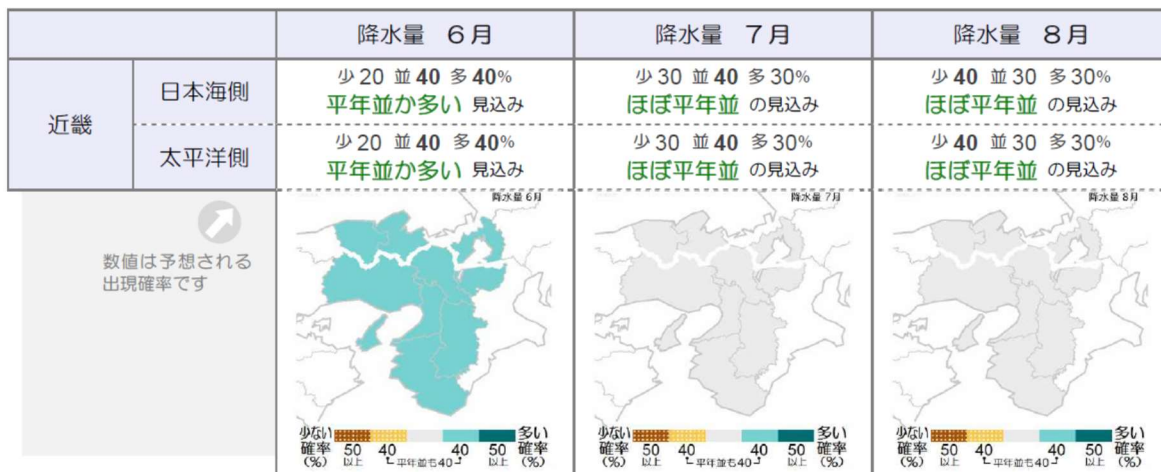 降水量 6月 降水量 7月 降水量 8月
近畿
日本海側
少20 並40 多40%
平年並か多い 見込み
少30 並40 多30%
ほぼ平年並 の見込み
少40 並30 多30%
ほぼ平年並 の見込み
太平洋側
少20 並40 多40%
平年並か多い 見込み
少30 並40 多30%
ほぼ平年並 の見込み
少40 並30 多30%
ほぼ平年並 の見込み
数値は予想される
出現確率です
降水量 6月
少ない 多い
確率 50 40 40 50 確率
(%) 以上 平年並も40 以上 (%)
降水量 7月
少ない 多い
確率 50 40 40 50 確率
(%) 以上 平年並も40 以上 (%)
降水量 8月
少ない 多い
確率 50 40 40 50 確率
(%) 以上 平年並も40 以上 (%)